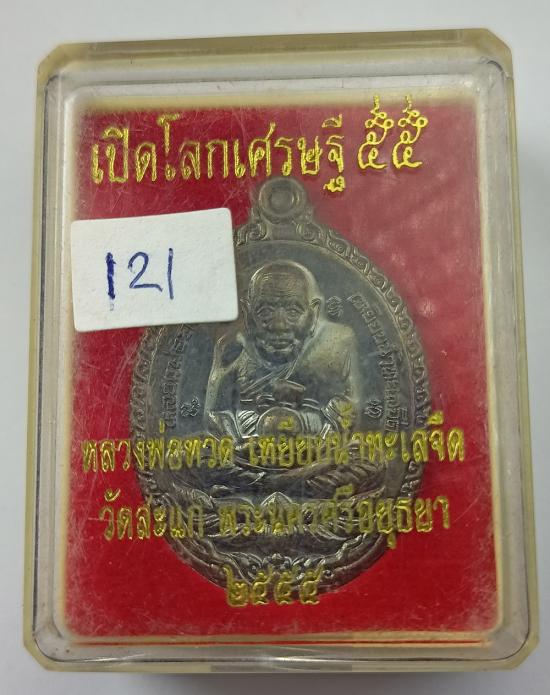 เปิดโลกเศรษฐี ๕๕
121
หลวงพ่อทวด เหยียบน้ำทะเลจืด
วัดสะแก พระนครศรีอยุธยา
๒๕๕๕